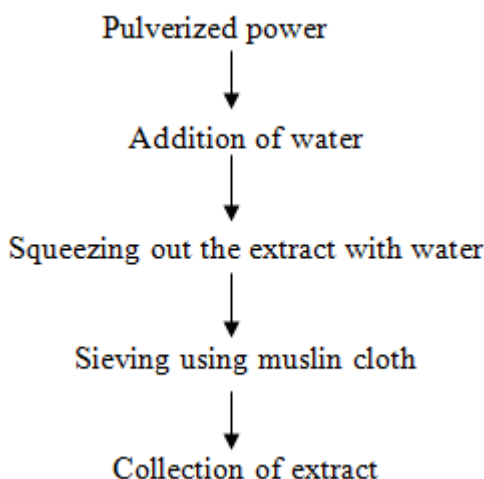 Pulverized power
Addition of water
Squeezing out the extract with water
Sieving using muslin cloth
Collection of extract